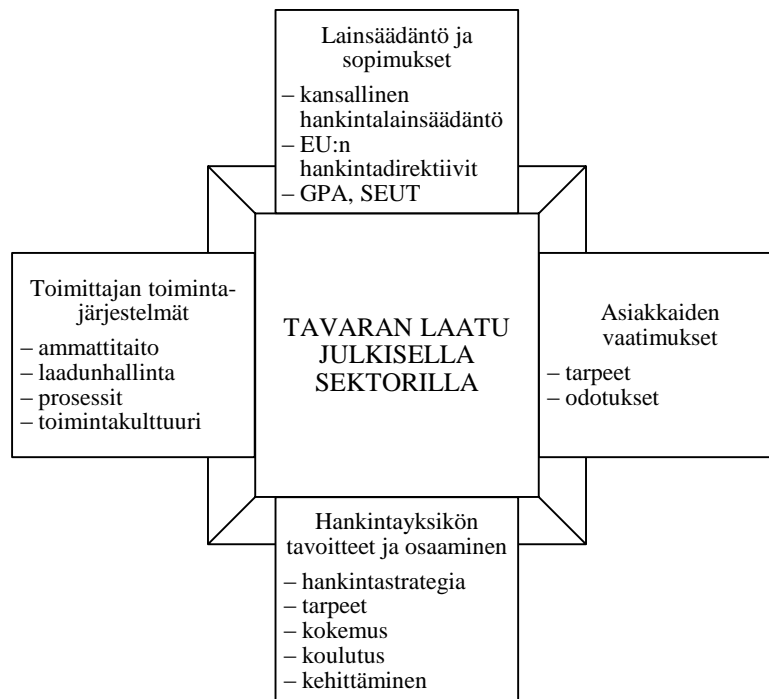 Lainsäädäntö ja
sopimukset
– kansallinen
hankintalainsäädäntö
– EU:n
hankintadirektiivit
– GPA, SEUT
Toimittajan toiminta-
järjestelmät
– ammattitaito
– laadunhallinta
– prosessit
– toimintakulttuuri
TAVARAN LAATU
JULKISELLA
SEKTORILLA
Asiakkaiden
vaatimukset
– tarpeet
– odotukset
Hankintayksikön
tavoitteet ja osaaminen
– hankintastrategia
– tarpeet
– kokemus
– koulutus
– kehittäminen